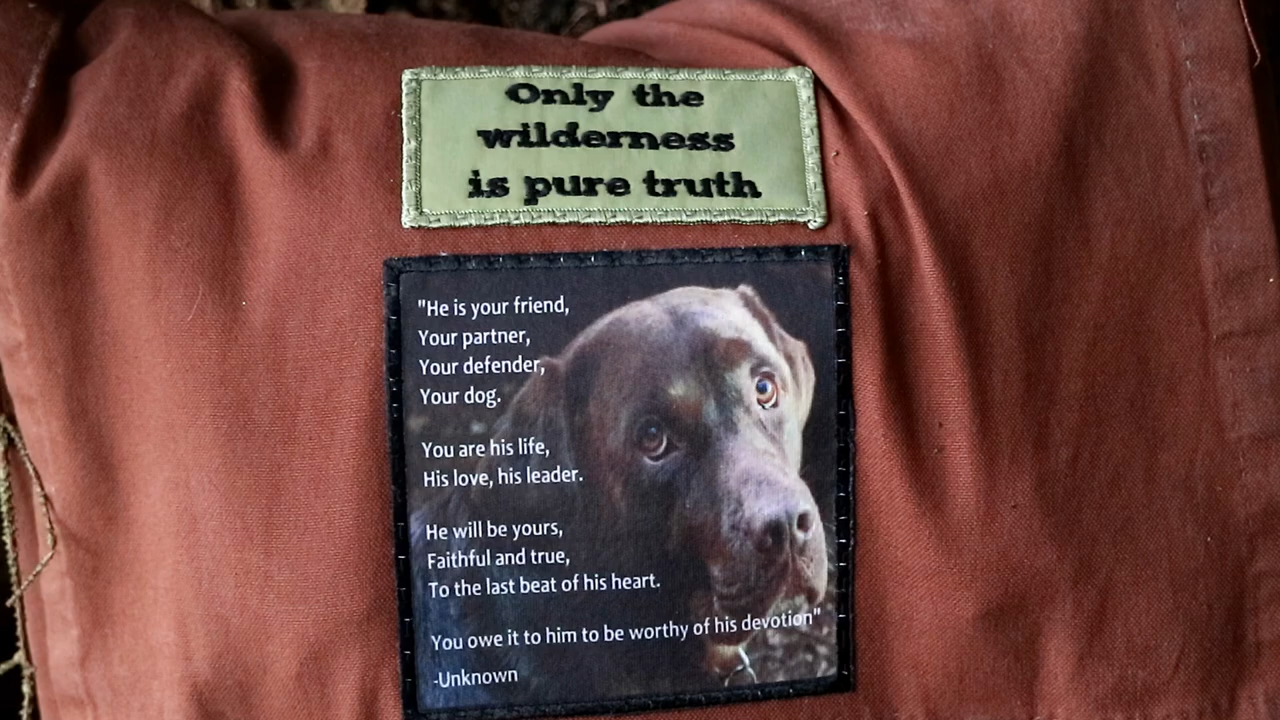 Only the
wilderness
is pure truth
"He is your friend,
Your partner,
Your defender,
Your dog.
You are his life,
His love, his leader.
He will be yours,
Faithful and true,
To the last beat of his heart.
You owe it to him to be worthy of his devotion"
-Unknown